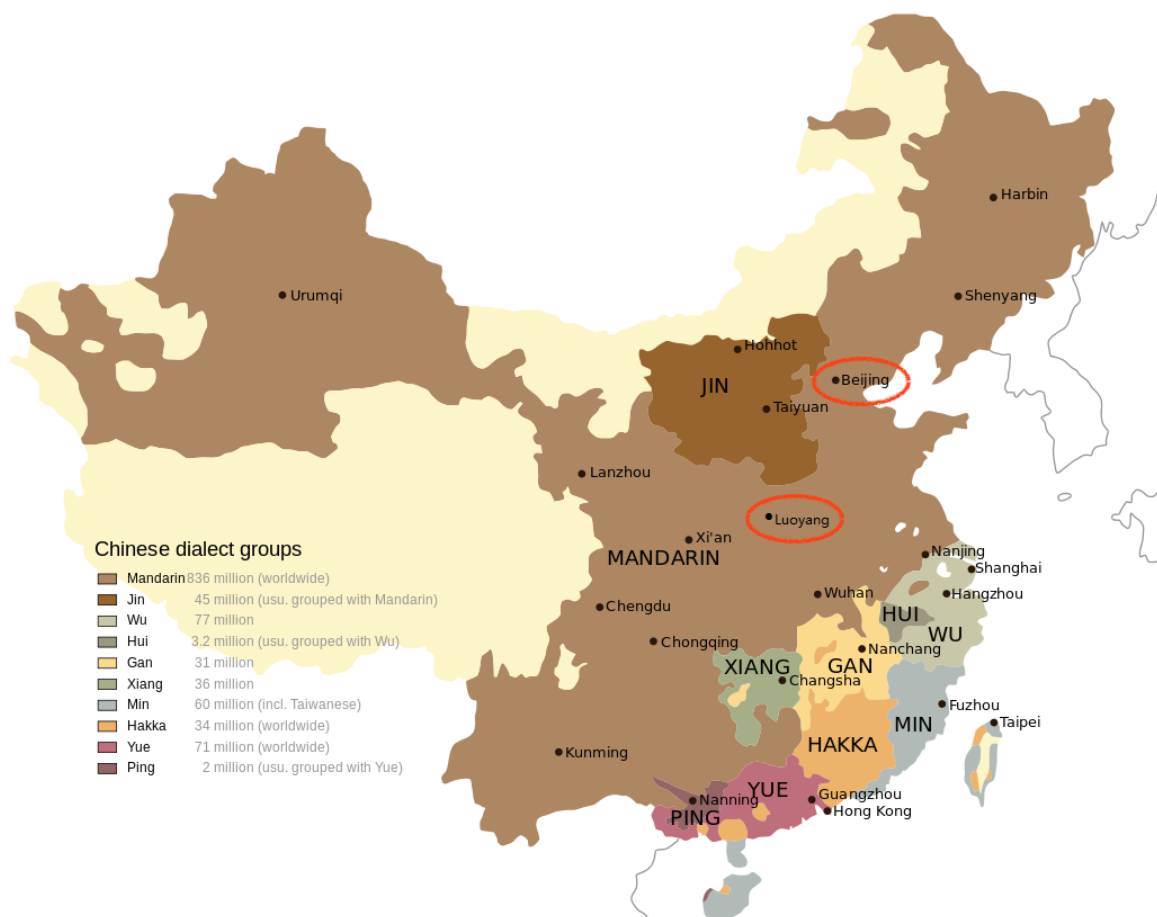 Harbin
Urumqi
Shenyang
Hohhot
Beijing
JIN
Taiyuan
Lanzhou
Luoyang
Xi'an
MANDARIN
Nanjing
Shanghai
Chengdu
Wuhan
Hangzhou
HUI
WU
Chongqing
Nanchang
XIANG
GAN
Changsha
Fuzhou
MIN
Taipei
HAKKA
Kunming
YUE
Guangzhou
Nanning
Hong Kong
PING
Chinese dialect groups
Mandarin 836 million (worldwide)
Jin 45 million (usu. grouped with Mandarin)
Wu 77 million
Hui 3.2 million (usu. grouped with Wu)
Gan 31 million
Xiang 36 million
Min 60 million (incl. Taiwanese)
Hakka 34 million (worldwide)
Yue 71 million (worldwide)
Ping 2 million (usu. grouped with Yue)